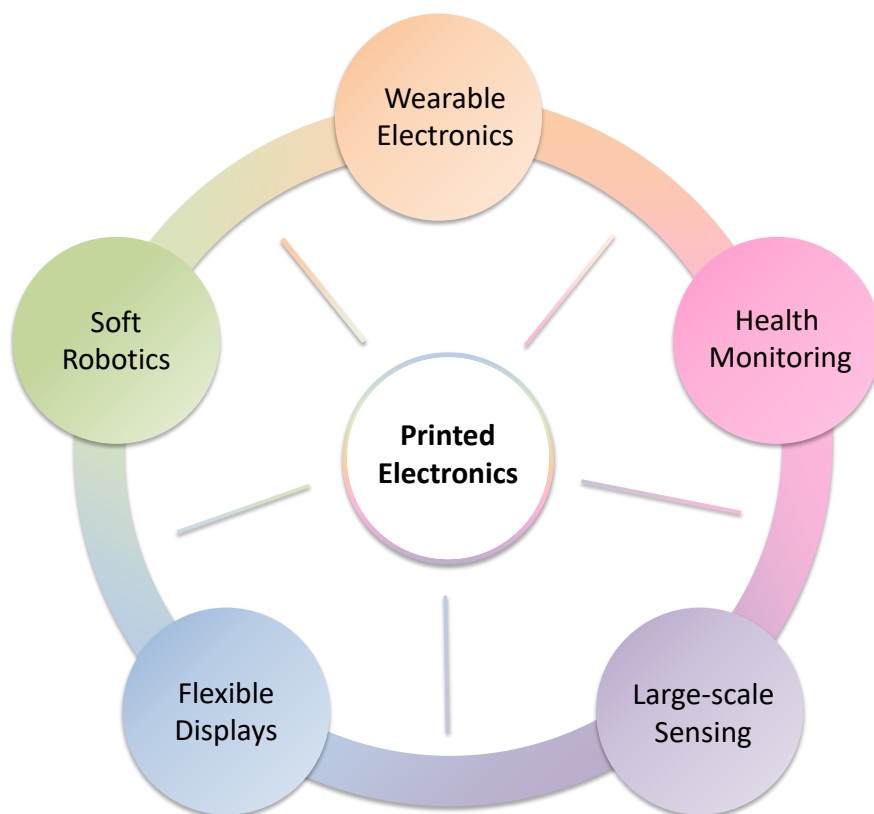 Wearable
Electronics
Soft
Robotics
Health
Monitoring
Printed
Electronics
Flexible
Displays
Large-scale
Sensing